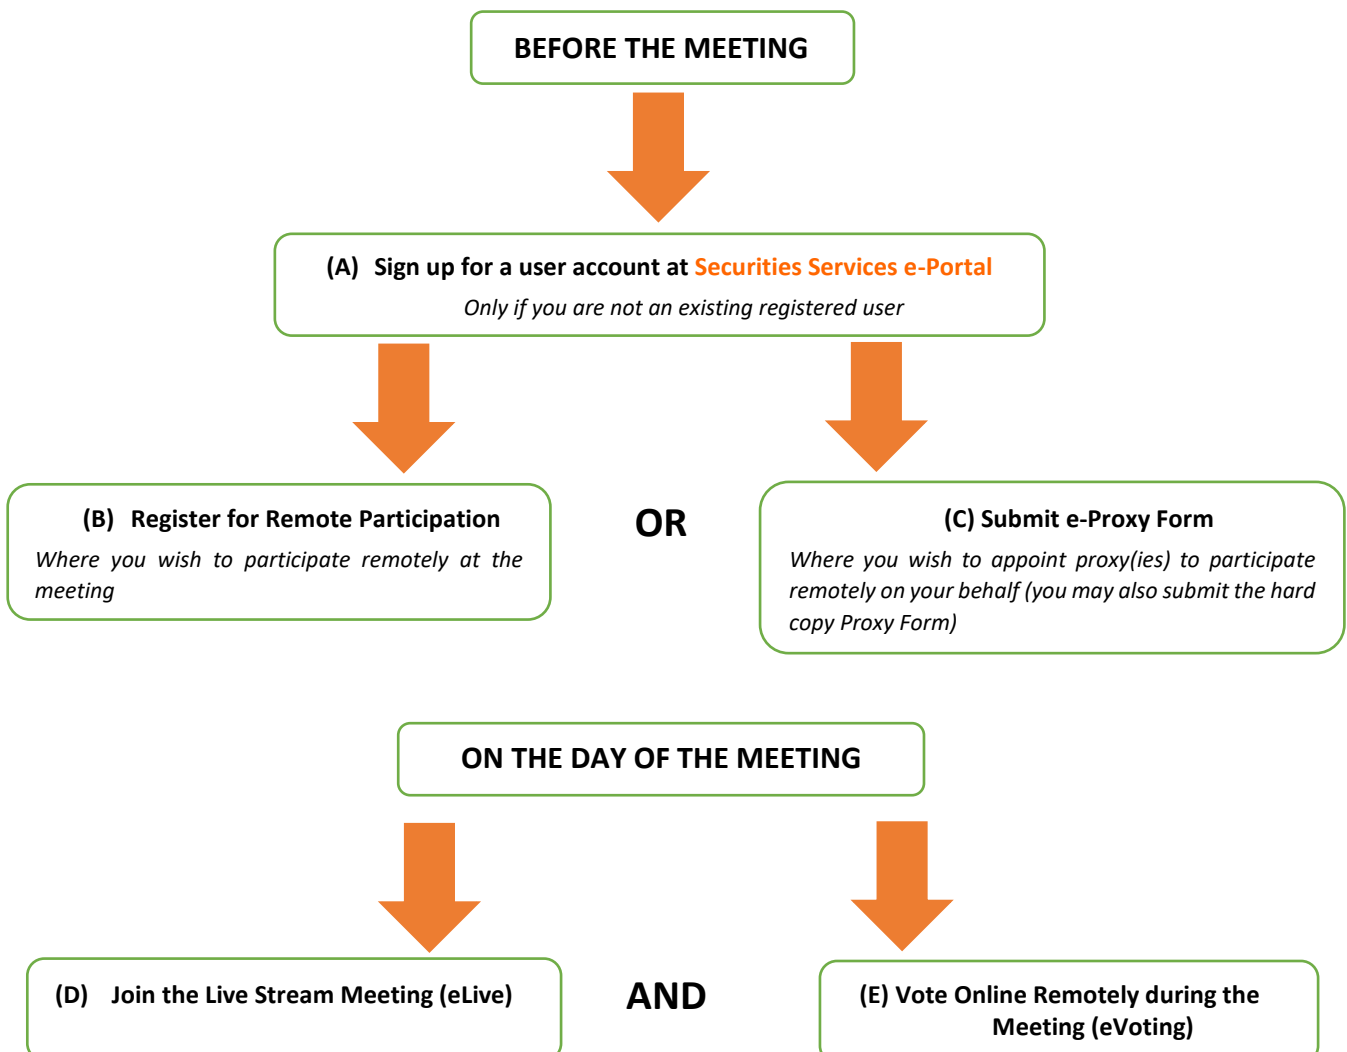 BEFORE THE MEETING
(A) Sign up for a user account at Securities Services e-Portal
Only if you are not an existing registered user
(B) Register for Remote Participation
Where you wish to participate remotely at the
meeting
OR
(C) Submit e-Proxy Form
Where you wish to appoint proxy(ies) to participate
remotely on your behalf (you may also submit the hard
copy Proxy Form)
ON THE DAY OF THE MEETING
(D) Join the Live Stream Meeting (eLive)
AND
(E) Vote Online Remotely during the
Meeting (eVoting)